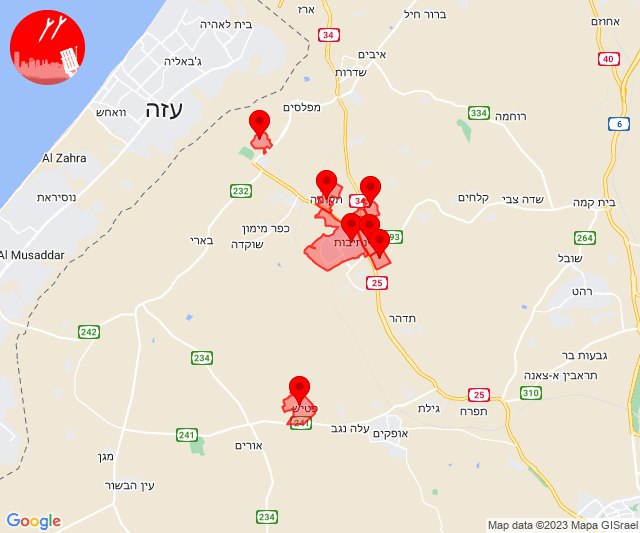 ברור חיל
ארז
בית לאהיה
אחוזם
34
איבים
40
ג'באליה
שדרות
מפלסים
וואחש
עזה
334
רוחמה
6
Al Zahra
232
34
קלחים
שדה צבי
בית קמה
נוסיראת
כפר מימון
שוקדה
בארי
נתיבות
293
264
Al Musaddar
שובל
25
רהט
תדהר
242
234
גבעות בר
תראבין א-צאנה
310
25
פטיש
גילת
תפרח
241
עלה נגב
אופקים
241
אורים
מגן
עין הבשור
234
Google
Map data ©2023 Mapa GISrael